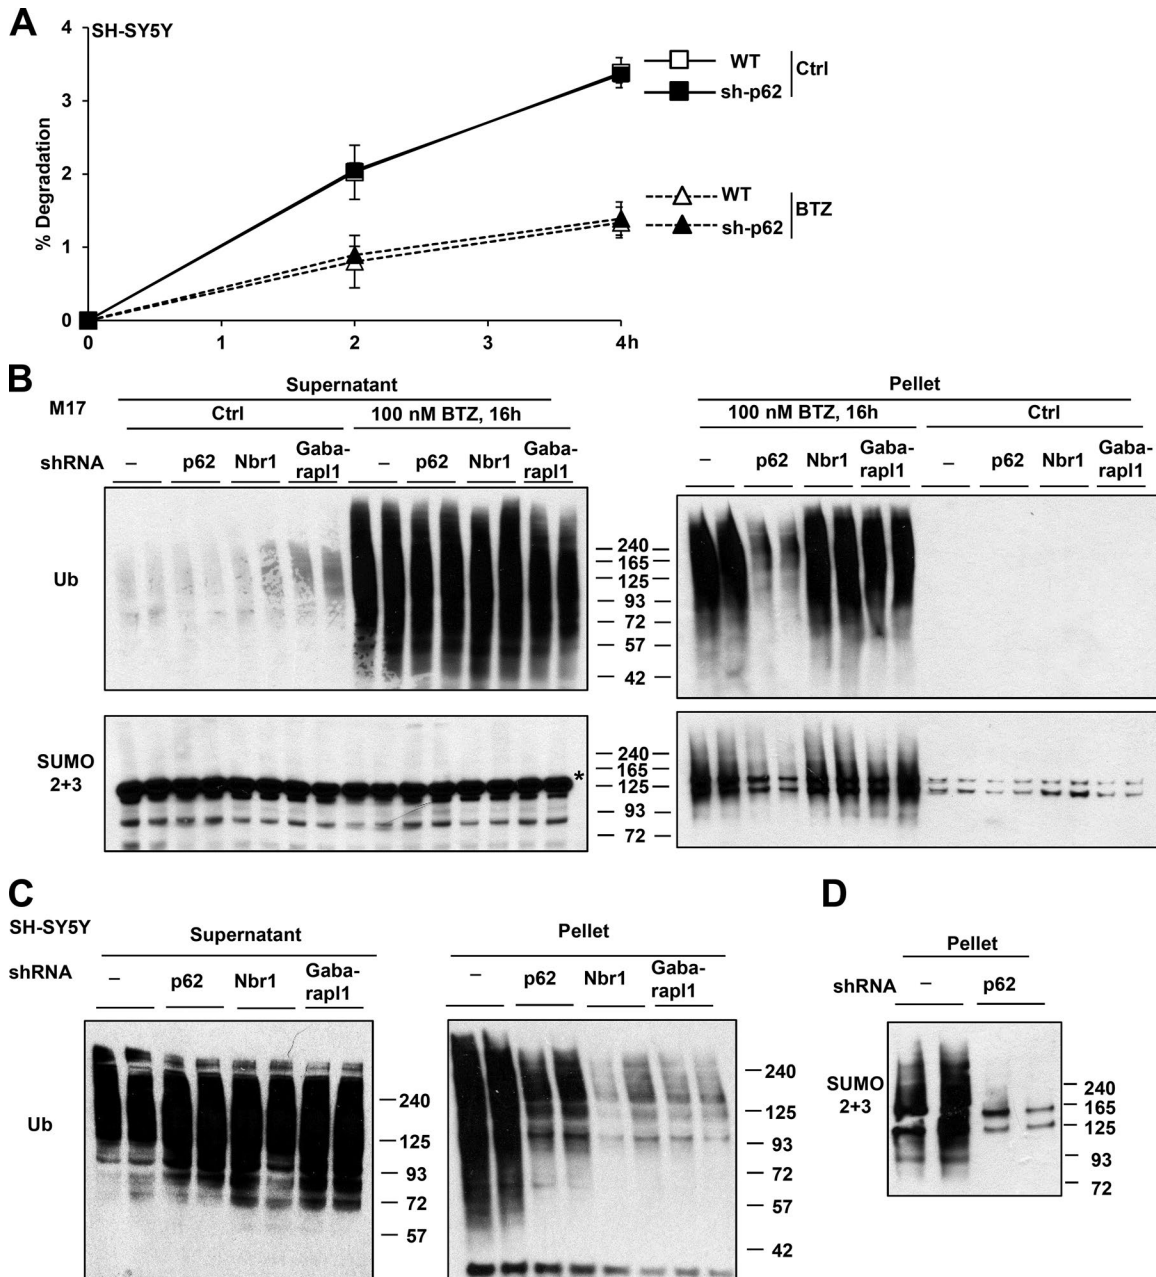 A
SH-SY5Y
4
3
2
1
0
% Degradation
0 1 2 3 4h
WT
sh-p62
Ctrl
WT
sh-p62
BTZ
B
M17
Supernatant
Ctrl
100 nM BTZ, 16h
shRNA – p62 Nbr1 Gaba-
rapl1
– p62 Nbr1 Gaba-
rapl1
Pellet
100 nM BTZ, 16h
Ctrl
– p62 Nbr1 Gaba-
rapl1
– p62 Nbr1 Gaba-
rapl1
Ub
– 240 –
– 165 –
– 125 –
– 93 –
– 72 –
– 57 –
– 42 –
SUMO
2+3
*
– 240 –
– 165 –
– 125 –
– 93 –
– 72 –
C
SH-SY5Y
Supernatant
shRNA – p62 Nbr1 Gaba-
rapl1
Pellet
– p62 Nbr1 Gaba-
rapl1
Ub
– 240
– 125
– 93
– 72
– 57
– 240
– 125
– 93
– 72
– 57
– 42
D
Pellet
shRNA – p62
SUMO
2+3
– 240
– 165
– 125
– 93
– 72